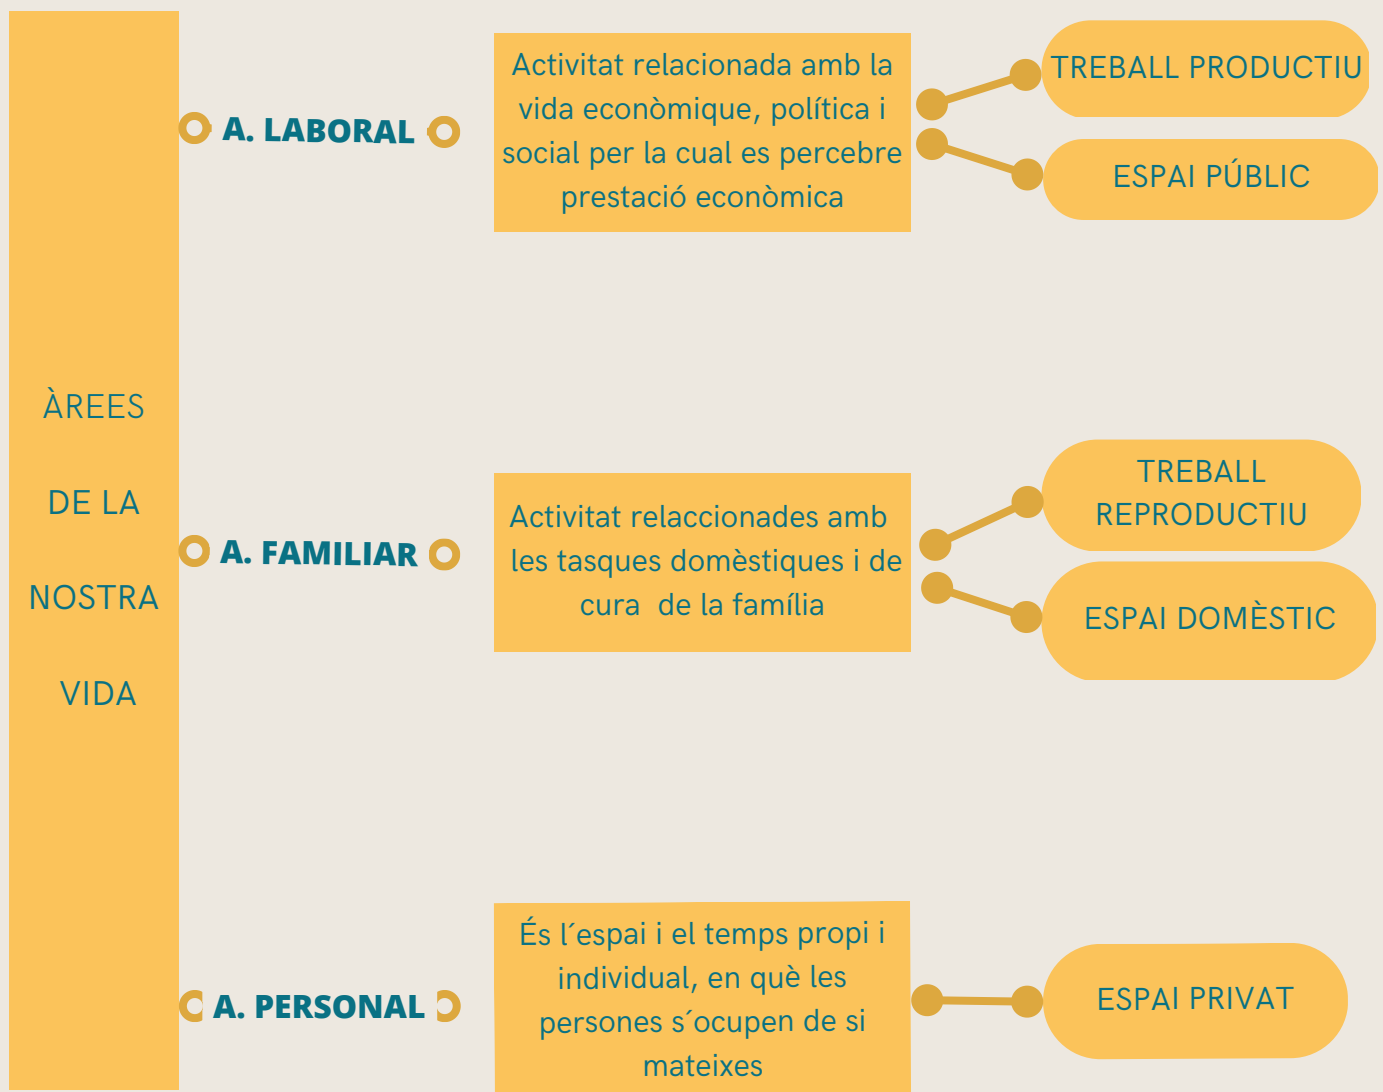 ÀREES
DE LA
NOSTRA
VIDA
A. LABORAL
Activitat relacionada amb la
vida econòmique, política i
social per la cual es percebre
prestació econòmica
TREBALL PRODUCTIU
ESPAI PÚBLIC
A. FAMILIAR
Activitat relaccionades amb
les tasques domèstiques i de
cura  de la família
TREBALL
REPRODUCTIU
ESPAI DOMÈSTIC
A. PERSONAL
És l´espai i el temps propi i
individual, en què les
persones s´ocupen de si
mateixes
ESPAI PRIVAT